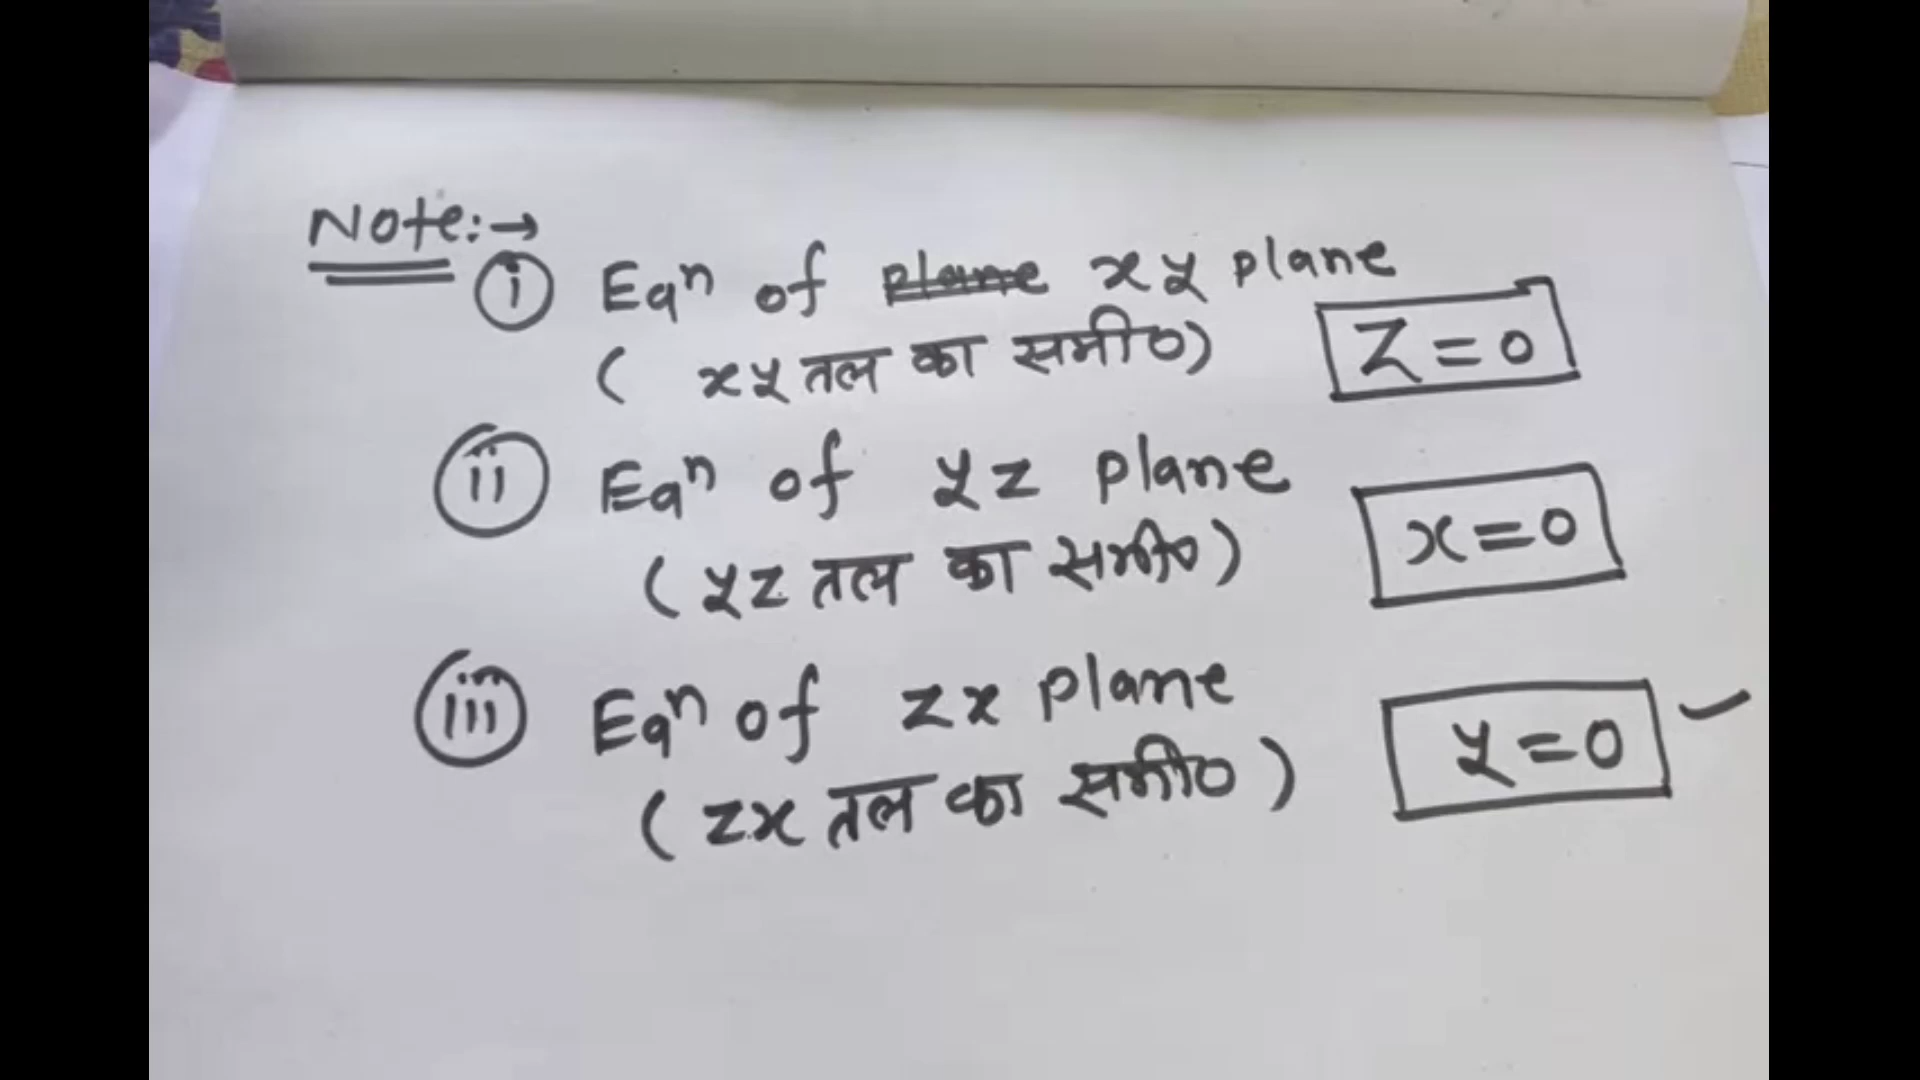 Note:→
(i) Eqⁿ of plane xy plane
(xy तल का समी०) Z=0
(ii) Eqⁿ of yz plane
(yz तल का समी०) x=0
(iii) Eqⁿ of zx plane
(zx तल का समी०) y=0